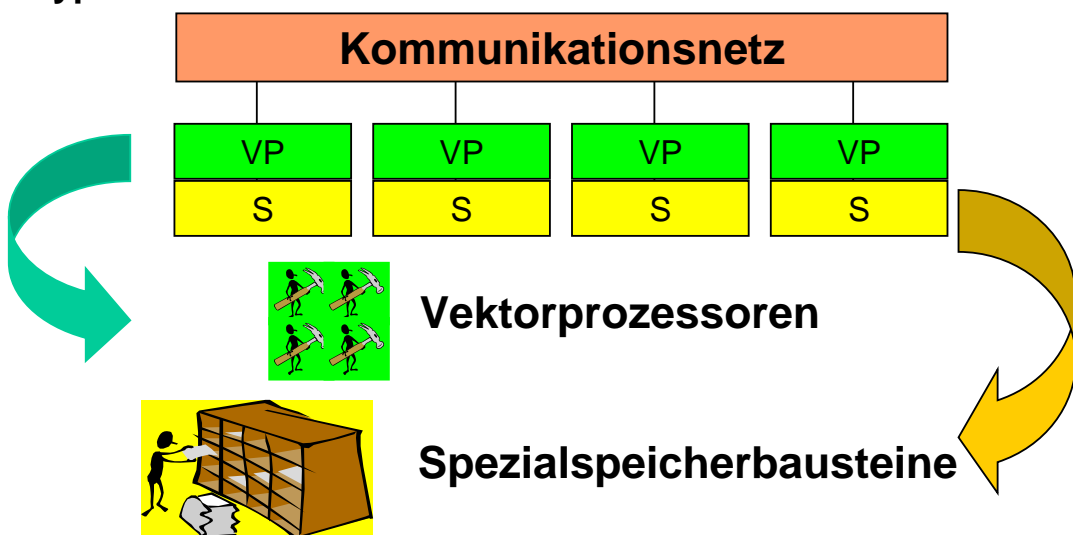 Kommunikationsnetz
VP VP VP VP
S S S S
Vektorprozessoren
Spezialspeicherbausteine